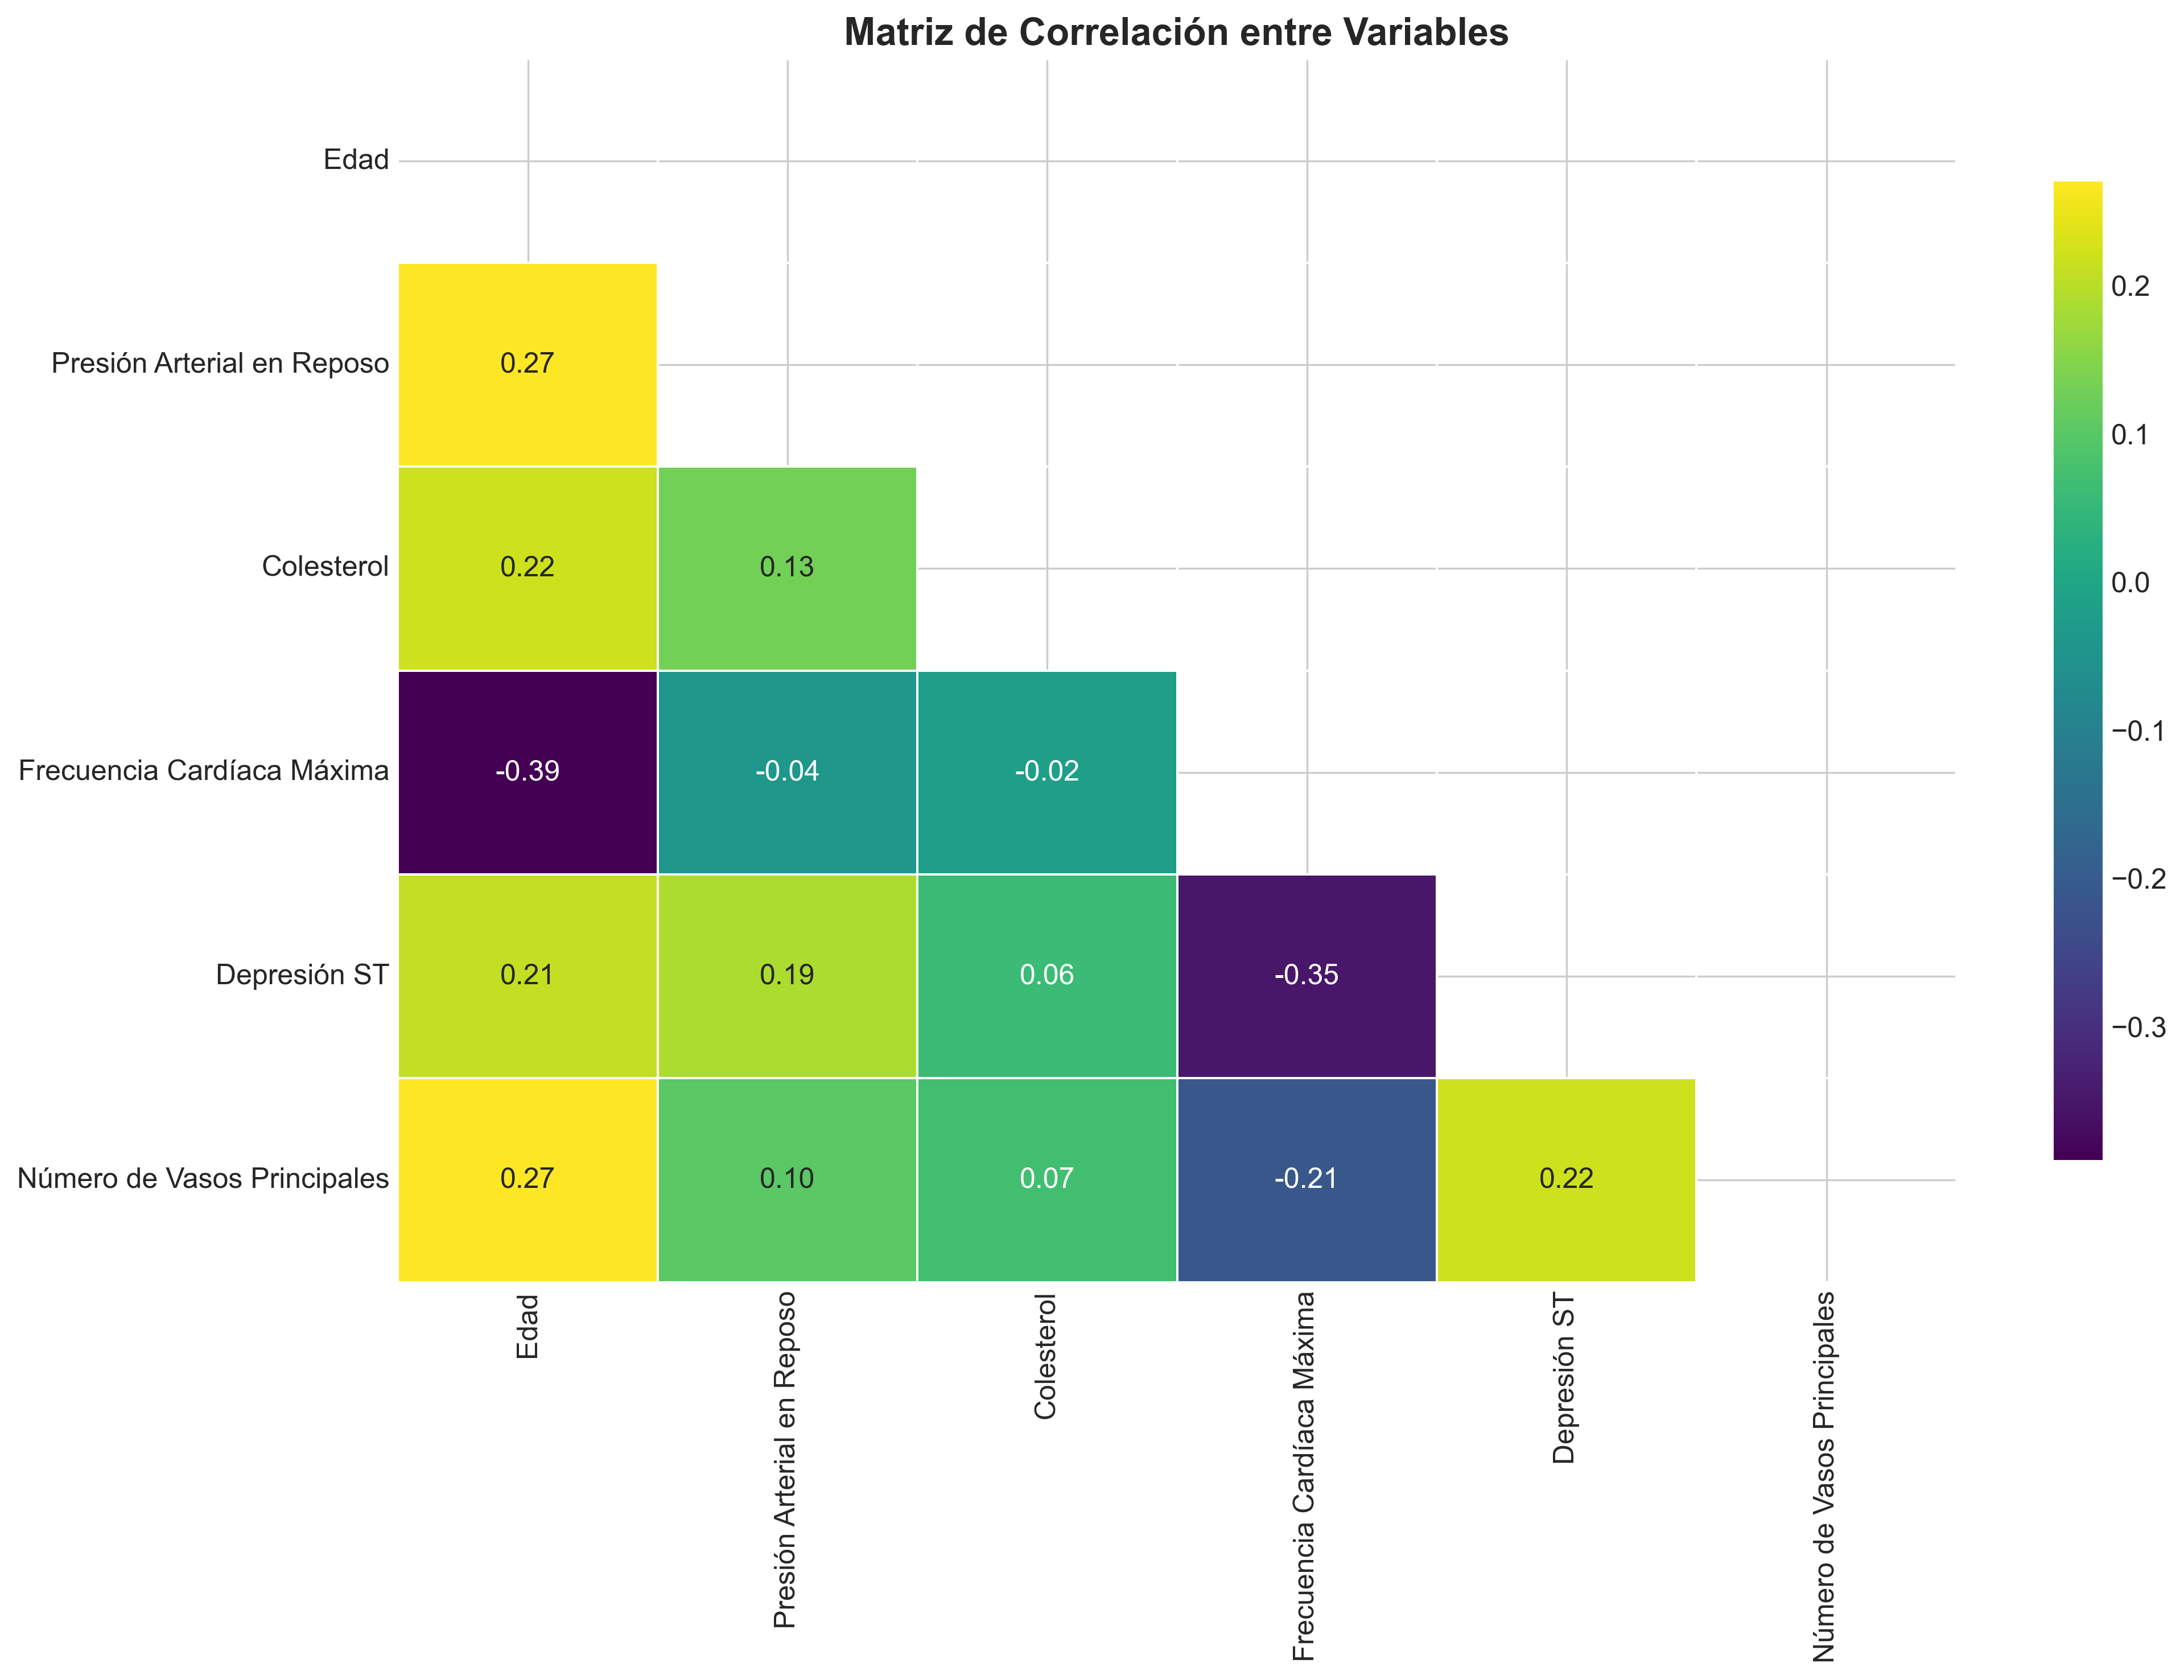 Matriz de Correlación entre Variables
Edad
Presión Arterial en Reposo
0.27
Colesterol
0.22 0.13
Frecuencia Cardíaca Máxima
-0.39 -0.04 -0.02
Depresión ST
0.21 0.19 0.06 -0.35
Número de Vasos Principales
0.27 0.10 0.07 -0.21 0.22
Edad
Presión Arterial en Reposo
Colesterol
Frecuencia Cardíaca Máxima
Depresión ST
Número de Vasos Principales
0.2
0.1
0.0
−0.1
−0.2
−0.3